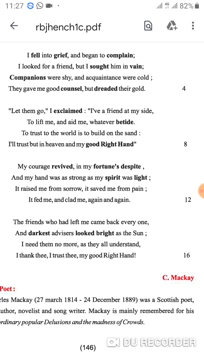 11:27
rbjhench1c.pdf
I fell into grief, and began to complain;
I looked for a friend, but I sought him in vain;
Companions were shy, and acquaintance were cold ;
They gave me good counsel, but dreaded their gold. 4
"Let them go," I exclaimed : "I've a friend at my side,
To lift me, and aid me, whatever betide.
To trust to the world is to build on the sand :
I'll trust but in heaven and my good Right Hand" 8
My courage revived, in my fortune's despite ,
And my hand was as strong as my spirit was light ;
It raised me from sorrow, it saved me from pain ;
It fed me, and clad me, again and again. 12
The friends who had left me came back every one,
And darkest advisers looked bright as the Sun ;
I need them no more, as they all understand,
I thank thee, I trust thee, my good Right Hand! 16
C. Mackay
Poet :
rles Mackay (27 march 1814 - 24 December 1889) was a Scottish poet,
uthor, novelist and song writer. Mackay is mainly remembered for his
ordinary popular Delusions and the madness of Crowds.
(146)
DU RECORDER